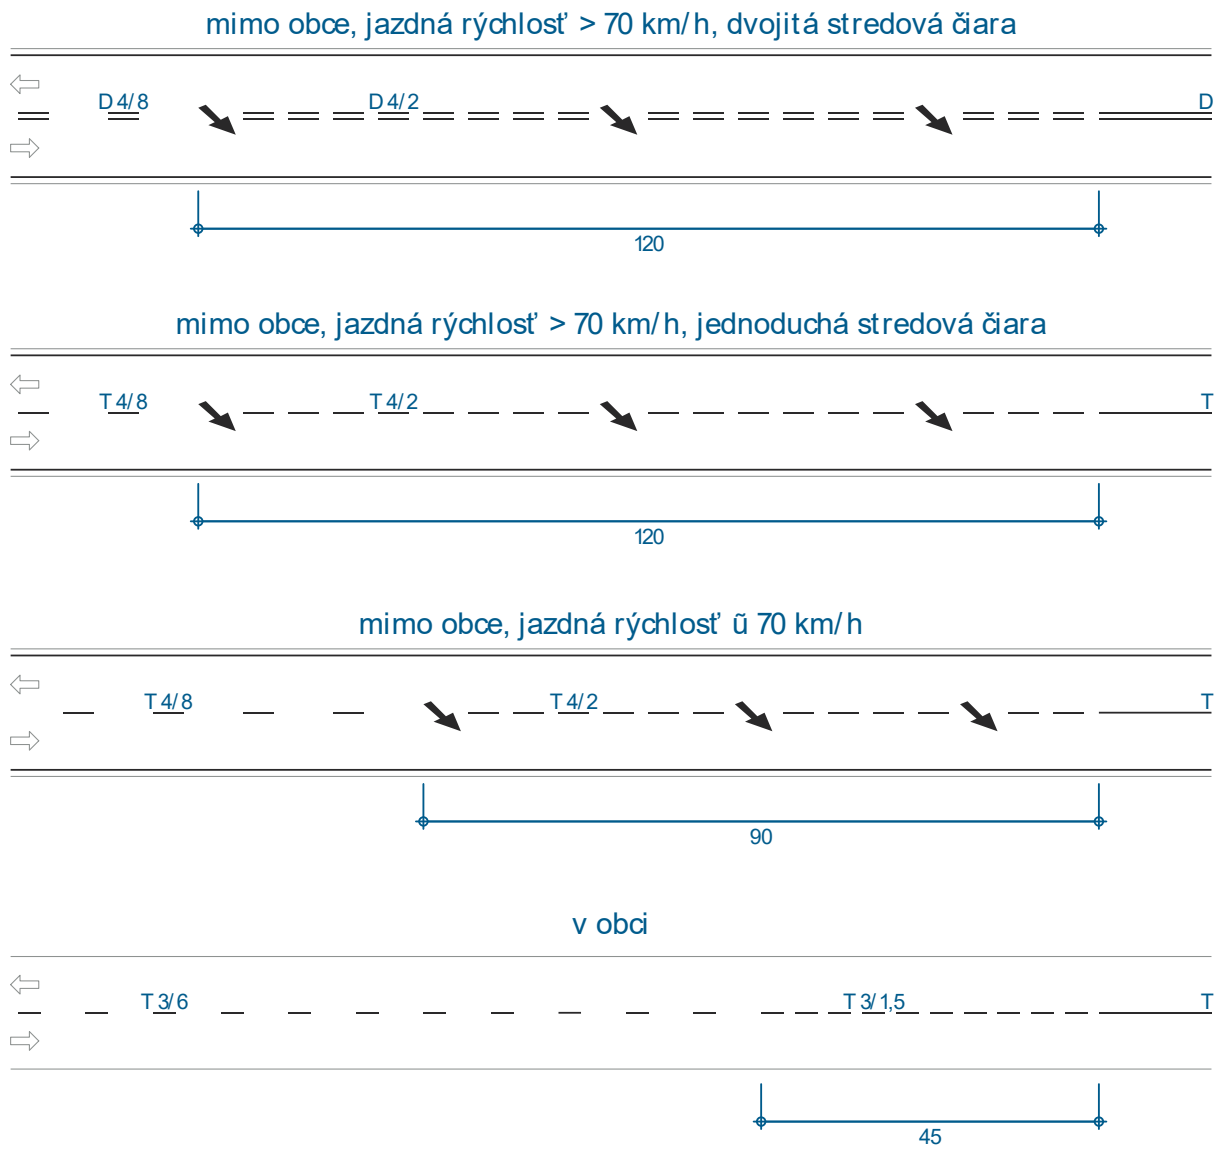 mimo obce, jazdná rýchlosť > 70 km/h, dvojitá stredová čiara
D 4/8 D 4/2 D
120
mimo obce, jazdná rýchlosť > 70 km/h, jednoduchá stredová čiara
T 4/8 T 4/2 T
120
mimo obce, jazdná rýchlosť ũ 70 km/h
T 4/8 T 4/2 T
90
v obci
T 3/6 T 3/1,5 T
45